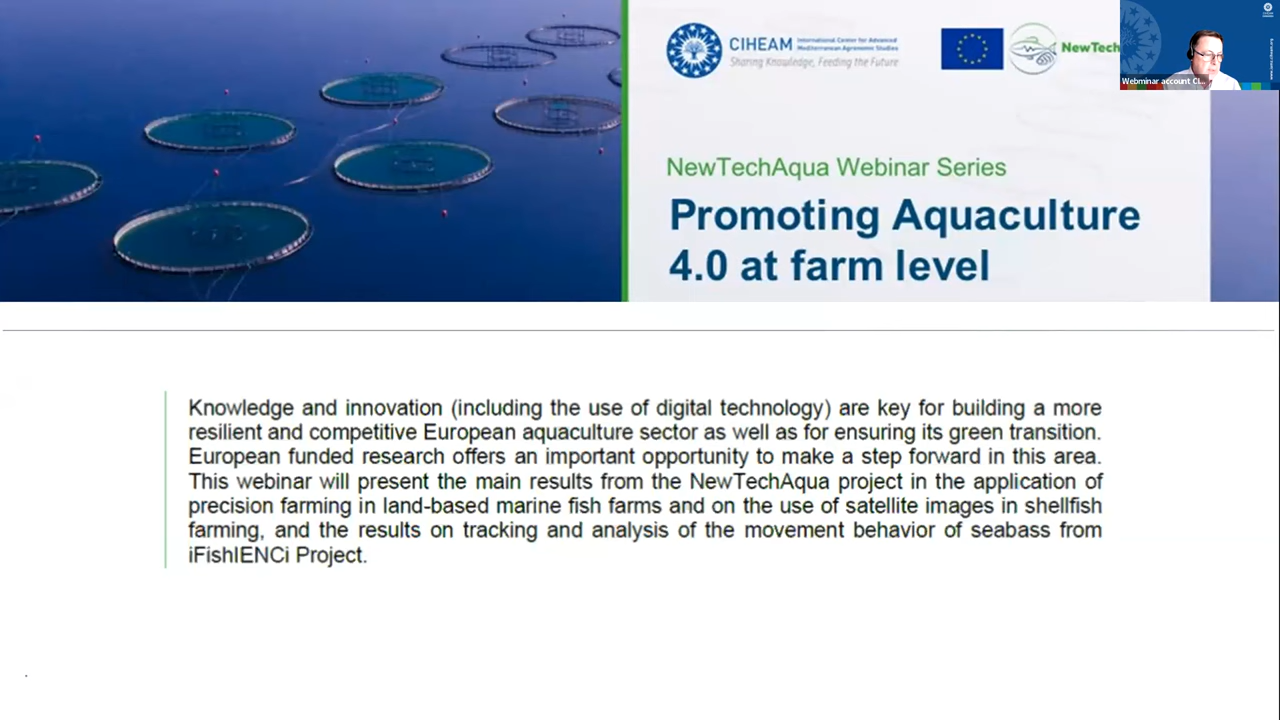 CIHEAM
International Center for Advanced
Mediterranean Agronomic Studies
Sharing Knowledge, Feeding the Future
NewTech
Webminar account CI...
NewTechAqua Webinar Series
Promoting Aquaculture
4.0 at farm level
Knowledge and innovation (including the use of digital technology) are key for building a more
resilient and competitive European aquaculture sector as well as for ensuring its green transition.
European funded research offers an important opportunity to make a step forward in this area.
This webinar will present the main results from the NewTechAqua project in the application of
precision farming in land-based marine fish farms and on the use of satellite images in shellfish
farming, and the results on tracking and analysis of the movement behavior of seabass from
iFishIENCi Project.